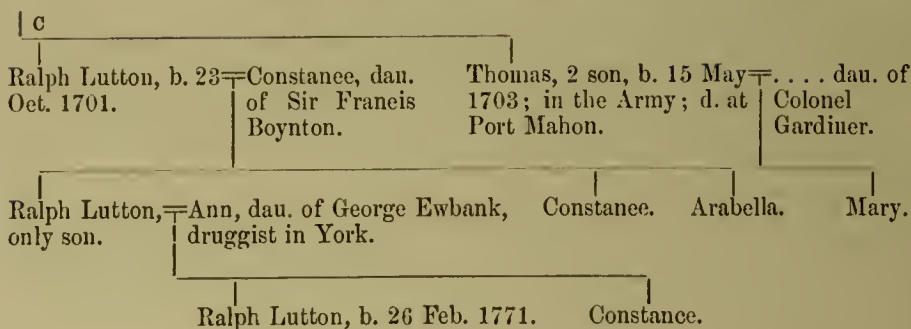 C
Ralph Lutton, b. 23 Oct. 1701.
Constance, dau. of Sir Francis Boynton.
Thomas, 2 son, b. 15 May 1703; in the Army; d. at Port Mahon.
. . . . dau. of Colonel Gardiner.
Ralph Lutton, only son.
Ann, dau. of George Ewbank, druggist in York.
Constance.
Arabella.
Mary.
Ralph Lutton, b. 26 Feb. 1771.
Constance.